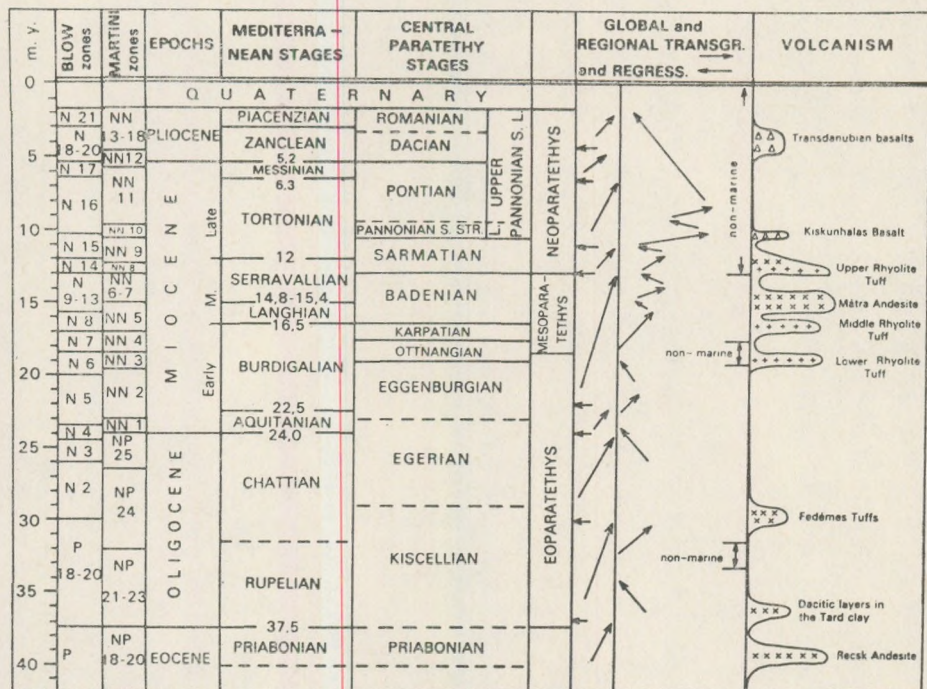 m. y.
BLOW zones
MARTINI zones
EPOCHS
MEDITERRA-
NEAN STAGES
CENTRAL
PARATETHY
STAGES
GLOBAL and
REGIONAL TRANSGR.
and REGRESS.
VOLCANISM
0
5
10
15
20
25
30
35
40
QUATERNARY
N 21
N
18-20
N 17
N 16
N 15
N 14
N
9-13
N 8
N 7
N 6
N 5
N 4
N 3
N 2
P
18-20
P
NN
13-18
NN12
NN
11
NN 10
NN 9
NN 8
NN
6-7
NN 5
NN 4
NN 3
NN 2
NN 1
NP
25
NP
24
NP
21-23
NP
18-20
PLIOCENE
MIOCENE
Late
M.
Early
OLIGOCENE
EOCENE
PIACENZIAN
ZANCLEAN
5,2
MESSINIAN
6.3
TORTONIAN
12
SERRAVALLIAN
14,8-15,4
LANGHIAN
16,5
BURDIGALIAN
22,5
AQUITANIAN
24,0
CHATTIAN
RUPELIAN
37,5
PRIABONIAN
ROMANIAN
DACIAN
PONTIAN
PANNONIAN S. STR.
SARMATIAN
BADENIAN
KARPATIAN
OTTNANGIAN
EGGENBURGIAN
EGERIAN
KISCELLIAN
PRIABONIAN
L. UPPER
PANNONIAN S. L.
NEOPARATETHYS
MESOPARA-
TETHYS
EOPARATETHYS
non-marine
non-marine
non-marine
Transdanubian basalts
Kiskunhalas Basalt
Upper Rhyolite
Tuff
Mátra Andesite
Middle Rhyolite
Tuff
Lower Rhyolite
Tuff
Fedémes Tuffs
Dacitic layers in
the Tard clay
Recsk Andesite